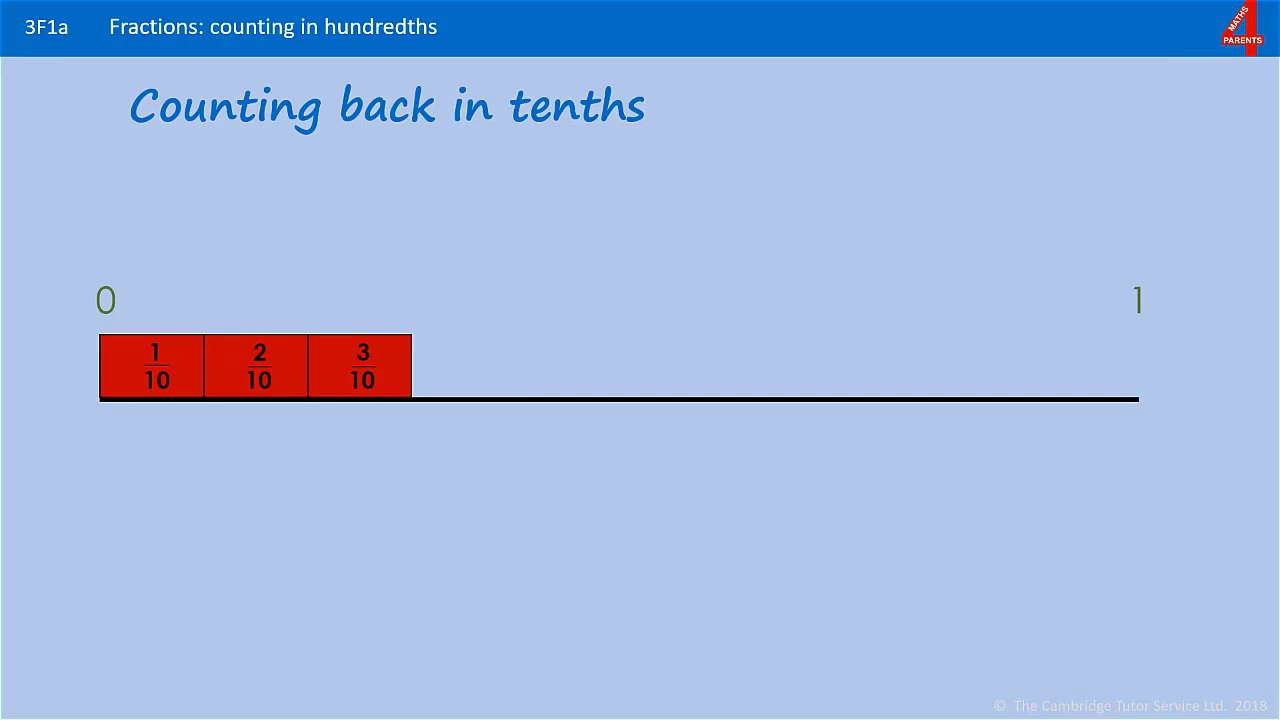 3F1a Fractions: counting in hundredths
MATHS
4
PARENTS
Counting back in tenths
0 1
1/10 2/10 3/10
© The Cambridge Tutor Service Ltd. 2018